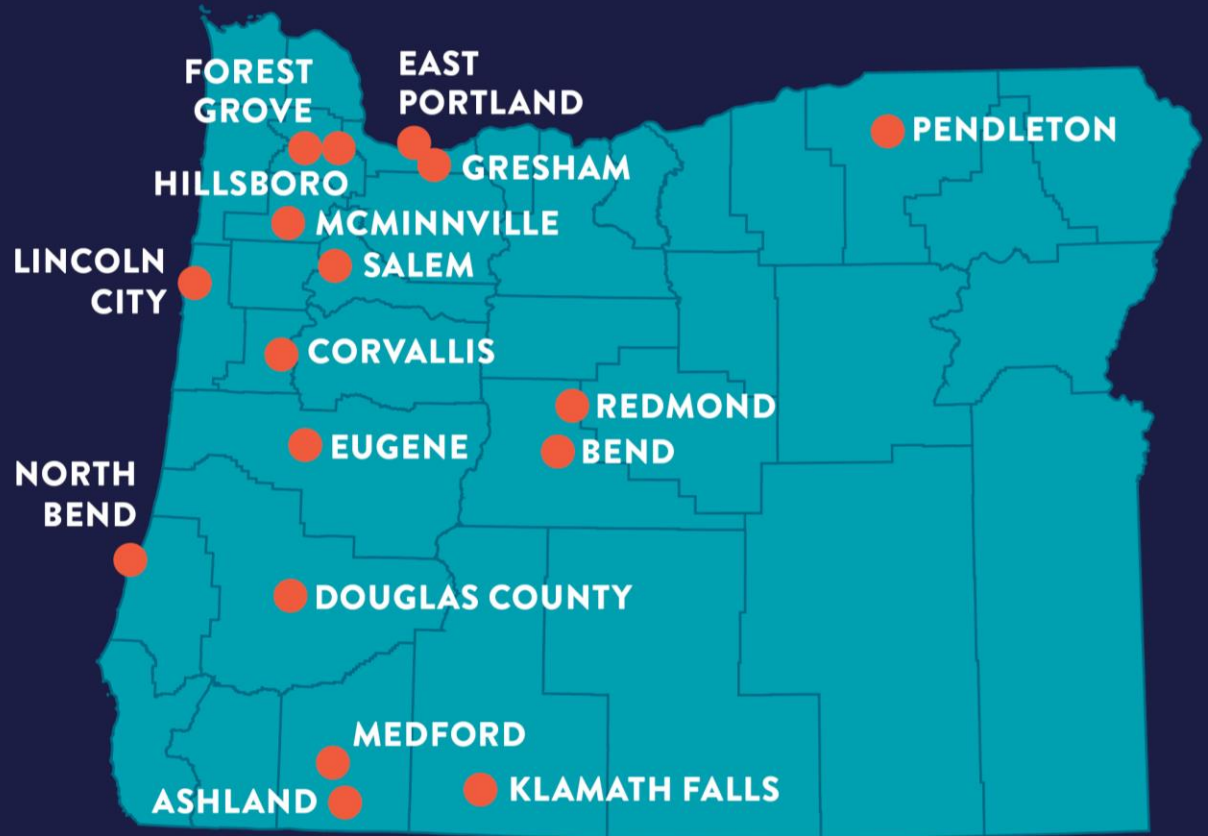 FOREST
GROVE
EAST
PORTLAND
PENDLETON
GRESHAM
HILLSBORO
MCMINNVILLE
LINCOLN
CITY
SALEM
CORVALLIS
REDMOND
EUGENE
BEND
NORTH
BEND
DOUGLAS COUNTY
MEDFORD
KLAMATH FALLS
ASHLAND